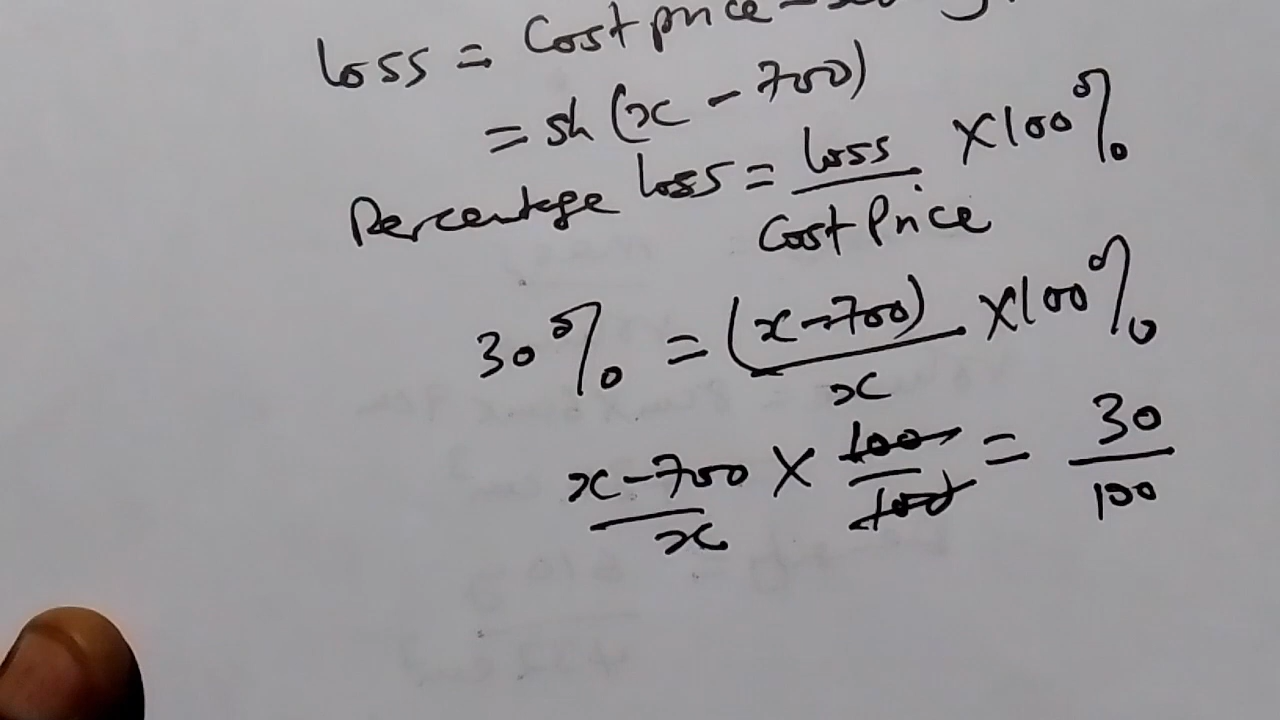 loss = Cost price -
= sh (x - 700)
Percentage loss = loss/Cost Price × 100%
30% = (x-700)/x × 100%
x-700/x × 100/100 = 30/100